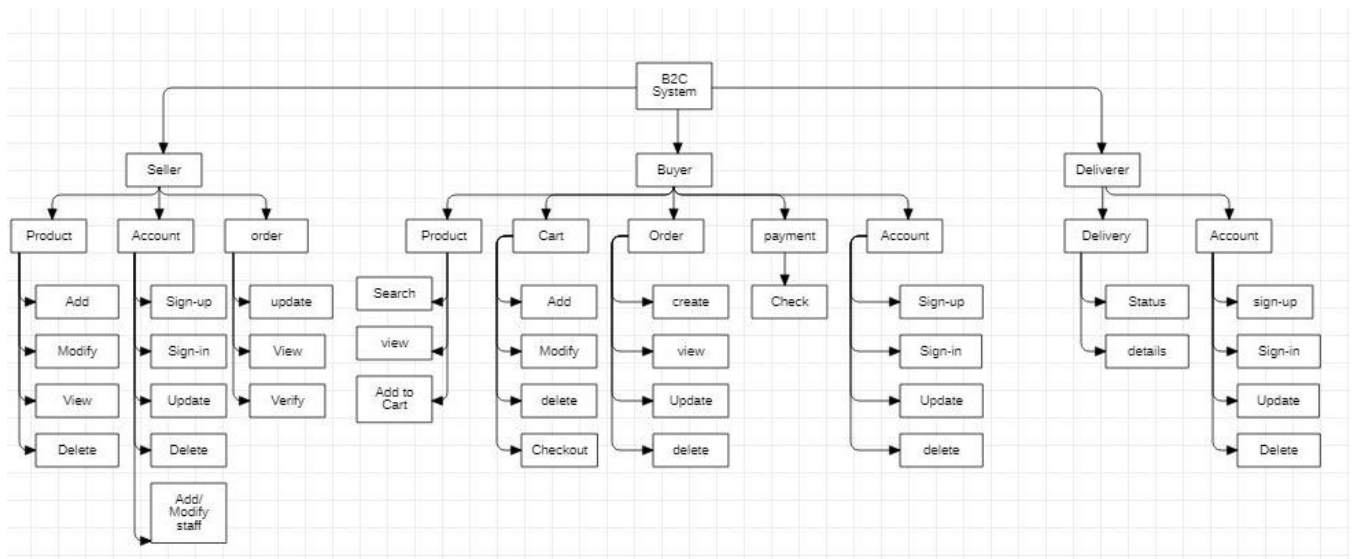 B2C
System
Seller
Buyer
Deliverer
Product
Account
order
Product
Cart
Order
payment
Account
Delivery
Account
Add
Modify
View
Delete
Sign-up
Sign-in
Update
Delete
Add/
Modify
staff
update
View
Verify
Search
view
Add to
Cart
Add
Modify
delete
Checkout
create
view
Update
delete
Check
Sign-up
Sign-in
Update
delete
Status
details
sign-up
Sign-in
Update
Delete